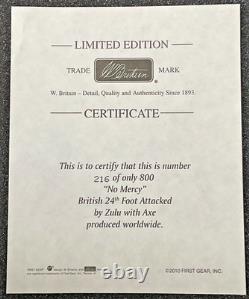 LIMITED EDITION
TRADE W. Britain MARK
®
W. Britain – Detail, Quality and Authenticity Since 1893.
CERTIFICATE
This is to certify that this is number
216 of only 800
"No Mercy"
British 24th Foot Attacked
by Zulu with Axe
produced worldwide.
©2010 FIRST GEAR, INC.